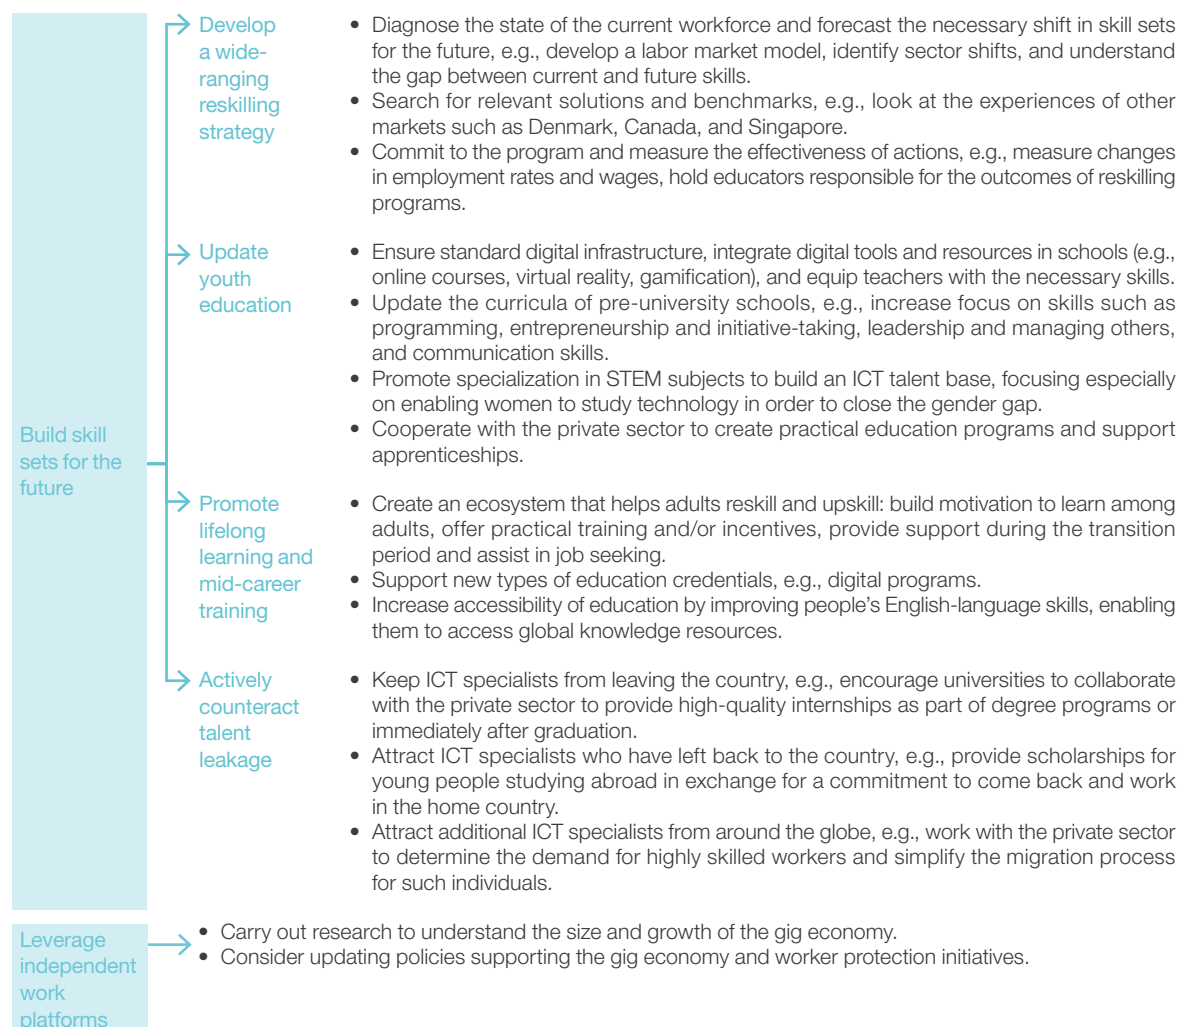 Build skill
sets for the
future
Develop
a wide-
ranging
reskilling
strategy
• Diagnose the state of the current workforce and forecast the necessary shift in skill sets
for the future, e.g., develop a labor market model, identify sector shifts, and understand
the gap between current and future skills.
• Search for relevant solutions and benchmarks, e.g., look at the experiences of other
markets such as Denmark, Canada, and Singapore.
• Commit to the program and measure the effectiveness of actions, e.g., measure changes
in employment rates and wages, hold educators responsible for the outcomes of reskilling
programs.
Update
youth
education
• Ensure standard digital infrastructure, integrate digital tools and resources in schools (e.g.,
online courses, virtual reality, gamification), and equip teachers with the necessary skills.
• Update the curricula of pre-university schools, e.g., increase focus on skills such as
programming, entrepreneurship and initiative-taking, leadership and managing others,
and communication skills.
• Promote specialization in STEM subjects to build an ICT talent base, focusing especially
on enabling women to study technology in order to close the gender gap.
• Cooperate with the private sector to create practical education programs and support
apprenticeships.
Promote
lifelong
learning and
mid-career
training
• Create an ecosystem that helps adults reskill and upskill: build motivation to learn among
adults, offer practical training and/or incentives, provide support during the transition
period and assist in job seeking.
• Support new types of education credentials, e.g., digital programs.
• Increase accessibility of education by improving people's English-language skills, enabling
them to access global knowledge resources.
Actively
counteract
talent
leakage
• Keep ICT specialists from leaving the country, e.g., encourage universities to collaborate
with the private sector to provide high-quality internships as part of degree programs or
immediately after graduation.
• Attract ICT specialists who have left back to the country, e.g., provide scholarships for
young people studying abroad in exchange for a commitment to come back and work
in the home country.
• Attract additional ICT specialists from around the globe, e.g., work with the private sector
to determine the demand for highly skilled workers and simplify the migration process
for such individuals.
Leverage
independent
work
platforms
• Carry out research to understand the size and growth of the gig economy.
• Consider updating policies supporting the gig economy and worker protection initiatives.